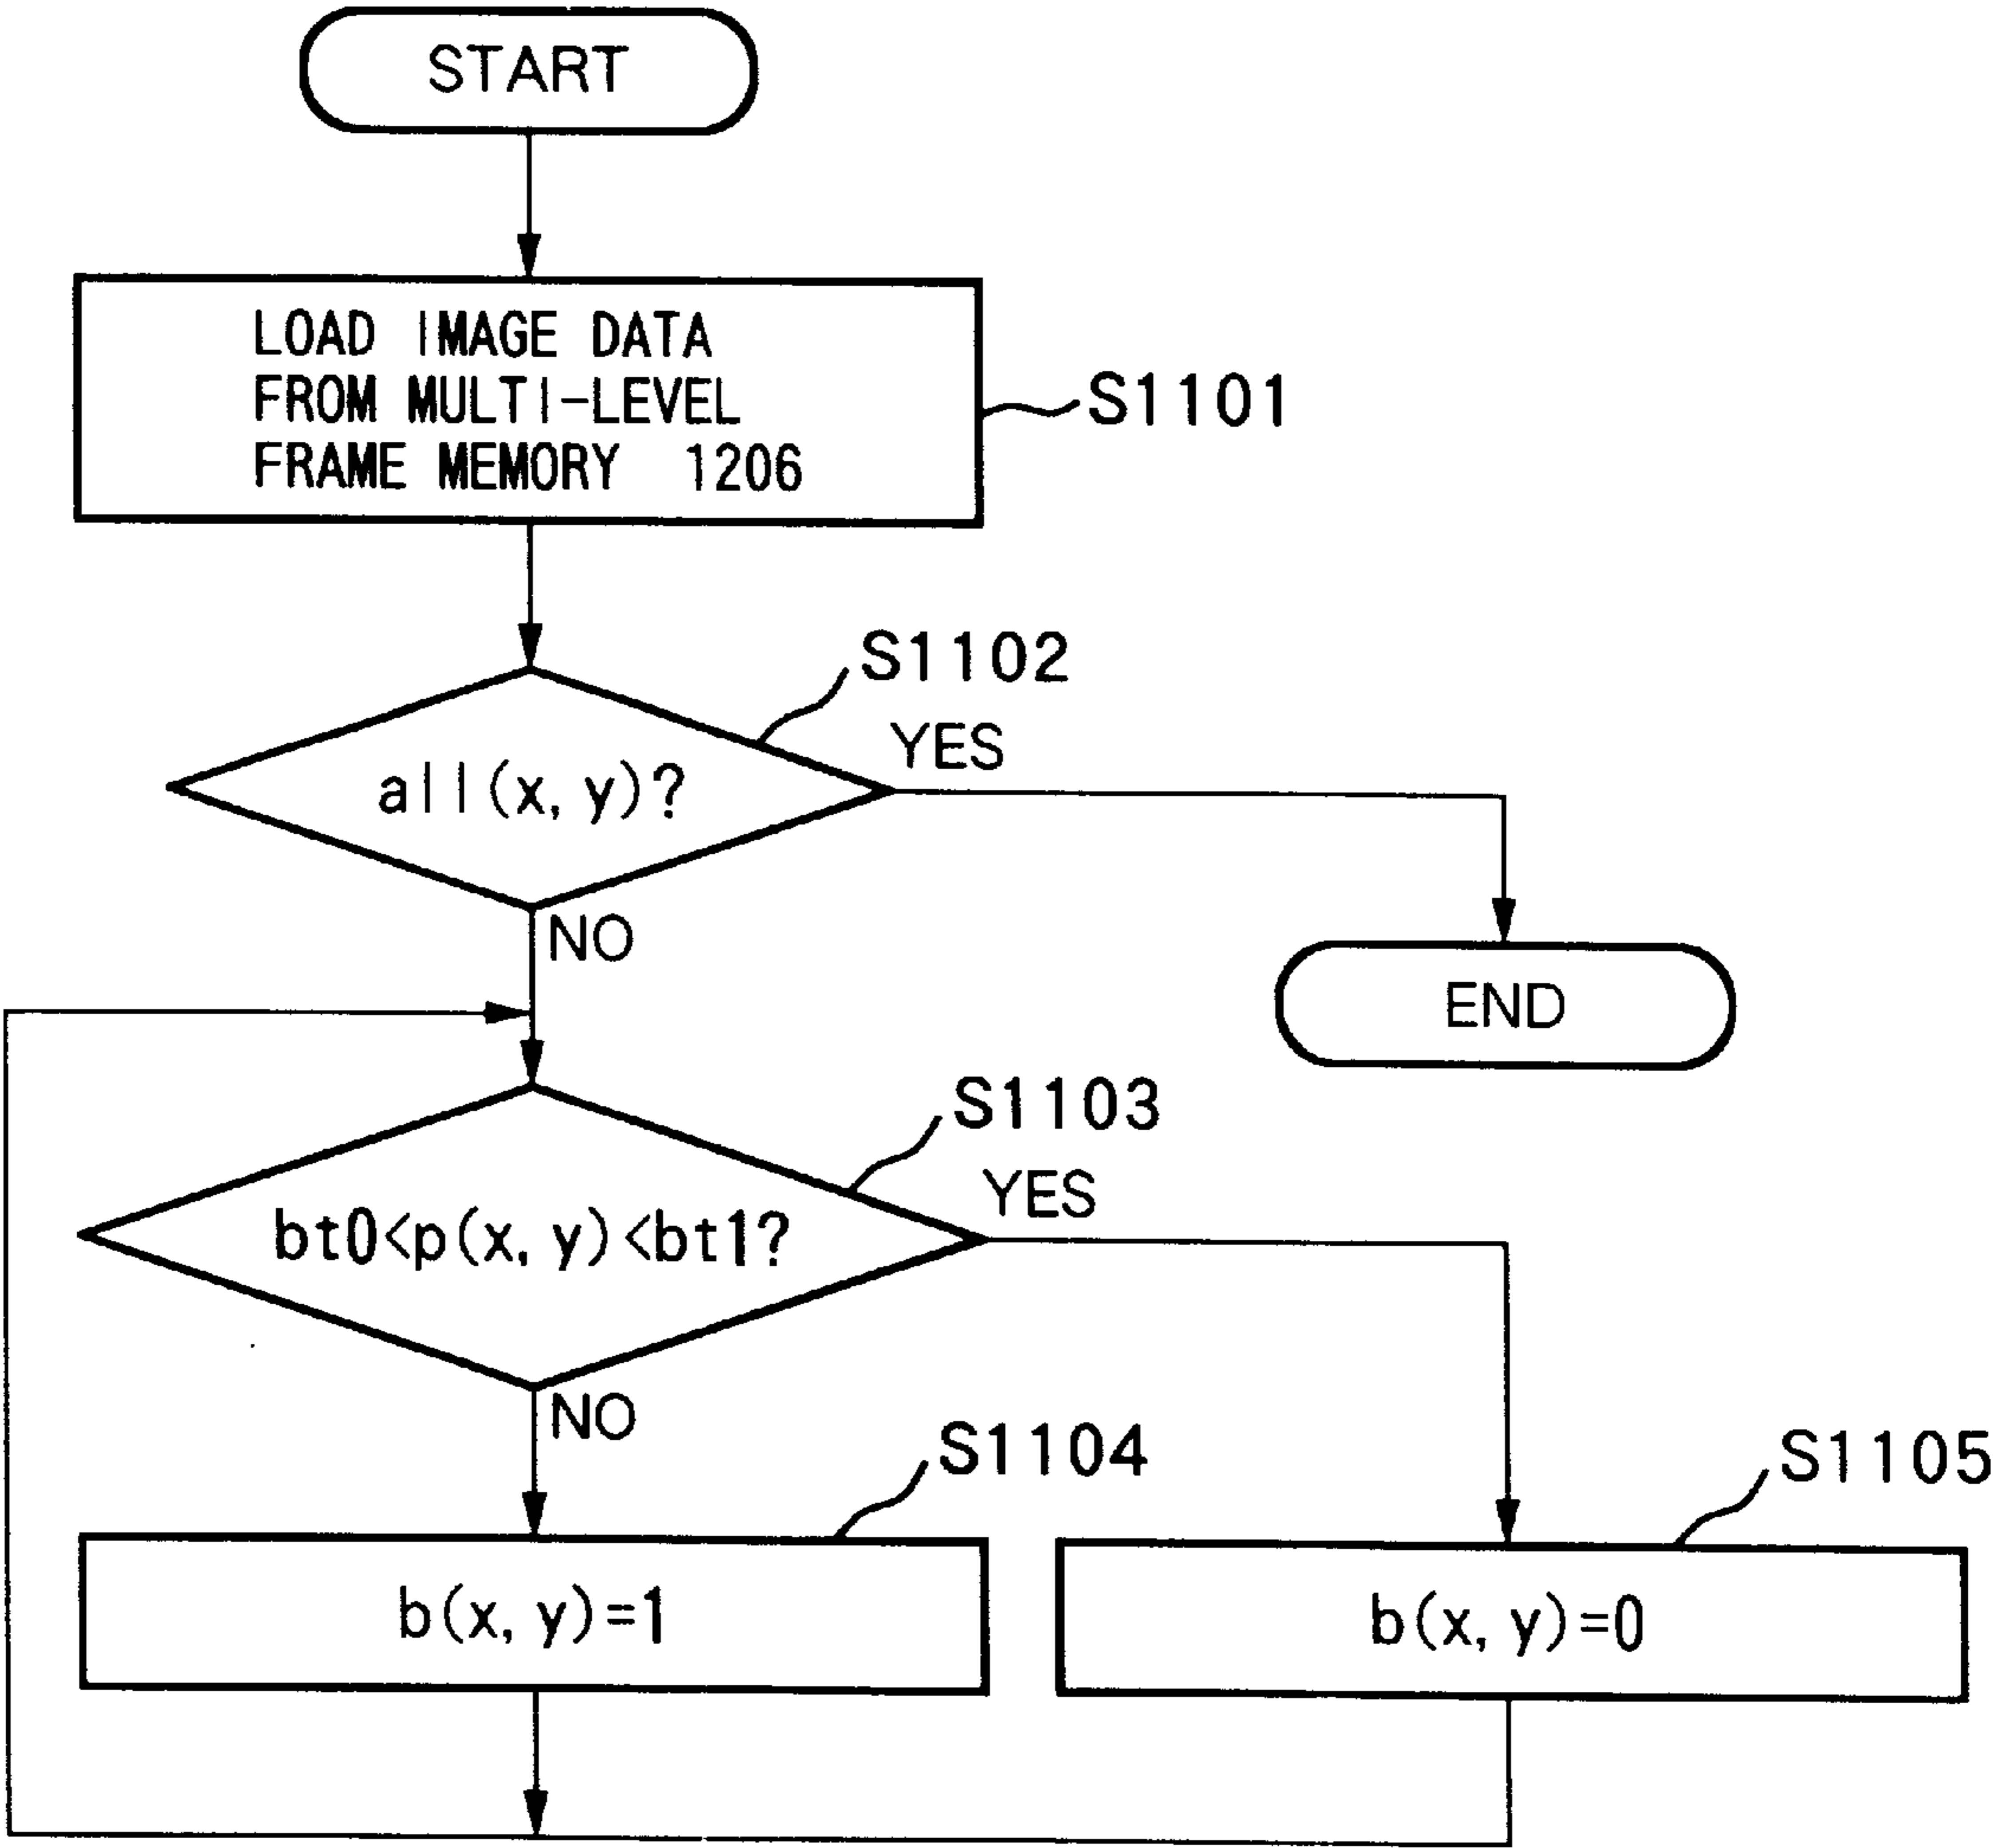 START
LOAD IMAGE DATA
FROM MULTI-LEVEL
FRAME MEMORY 1206
S1101
S1102
all(x, y)?
YES
NO
END
S1103
bt0<p(x, y)<bt1?
YES
NO
S1104
b(x, y)=1
S1105
b(x, y)=0